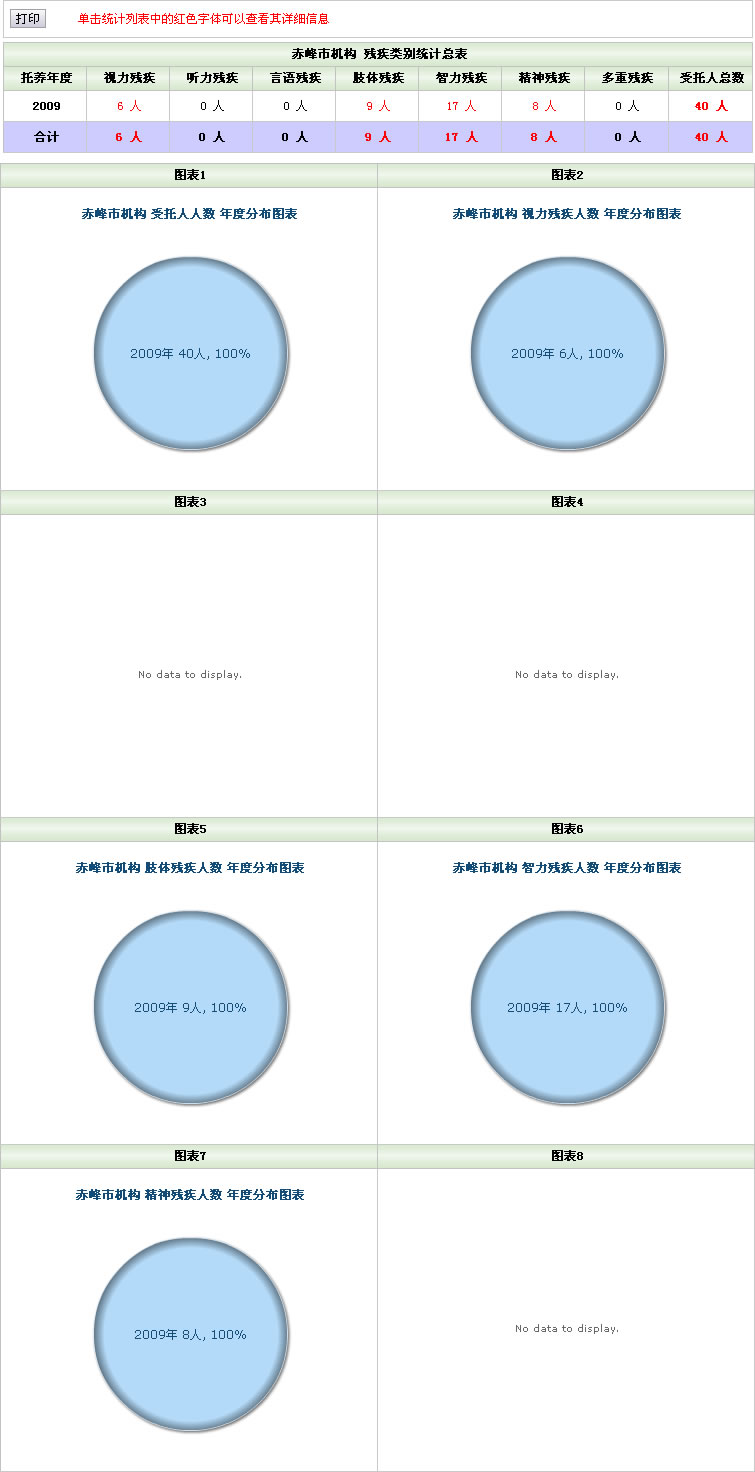 打印 单击统计列表中的红色字体可以查看其详细信息
赤峰市机构 残疾类别统计总表
托养年度 视力残疾 听力残疾 言语残疾 肢体残疾 智力残疾 精神残疾 多重残疾 受托人总数
2009 6 人 0 人 0 人 9 人 17 人 8 人 0 人 40 人
合计 6 人 0 人 0 人 9 人 17 人 8 人 0 人 40 人
图表1 图表2
赤峰市机构 受托人人数 年度分布图表 赤峰市机构 视力残疾人数 年度分布图表
2009年 40人, 100% 2009年 6人, 100%
图表3 图表4
No data to display. No data to display.
图表5 图表6
赤峰市机构 肢体残疾人数 年度分布图表 赤峰市机构 智力残疾人数 年度分布图表
2009年 9人, 100% 2009年 17人, 100%
图表7 图表8
赤峰市机构 精神残疾人数 年度分布图表
2009年 8人, 100% No data to display.